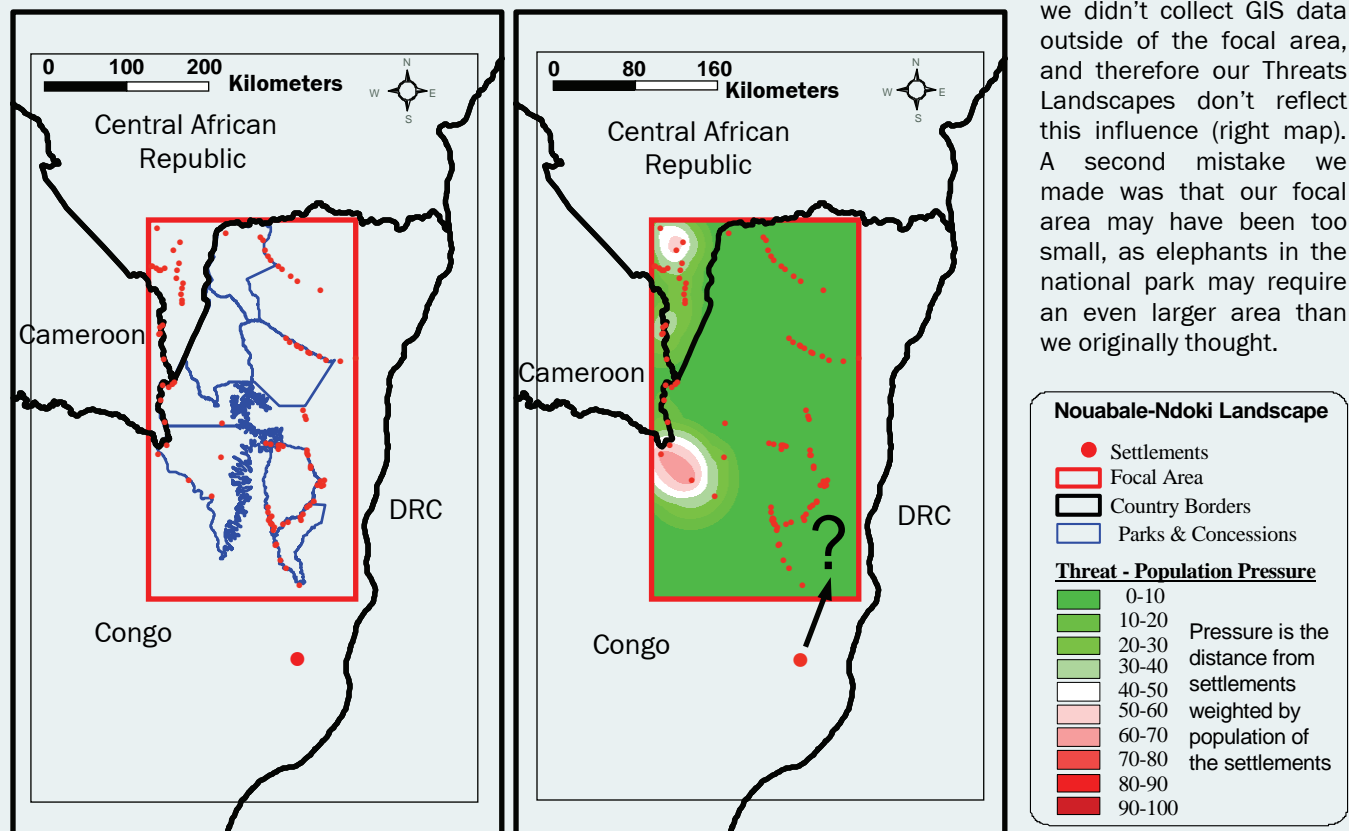 0 100 200
Kilometers
N
W E
S
Central African
Republic
Cameroon
DRC
Congo
0 80 160
Kilometers
N
W E
S
Central African
Republic
Cameroon
DRC
?
Congo
we didn't collect GIS data
outside of the focal area,
and therefore our Threats
Landscapes don't reflect
this influence (right map).
A second mistake we
made was that our focal
area may have been too
small, as elephants in the
national park may require
an even larger area than
we originally thought.
Nouabale-Ndoki Landscape
Settlements
Focal Area
Country Borders
Parks & Concessions
Threat - Population Pressure
0-10
10-20
20-30
30-40
40-50
50-60
60-70
70-80
80-90
90-100
Pressure is the
distance from
settlements
weighted by
population of
the settlements